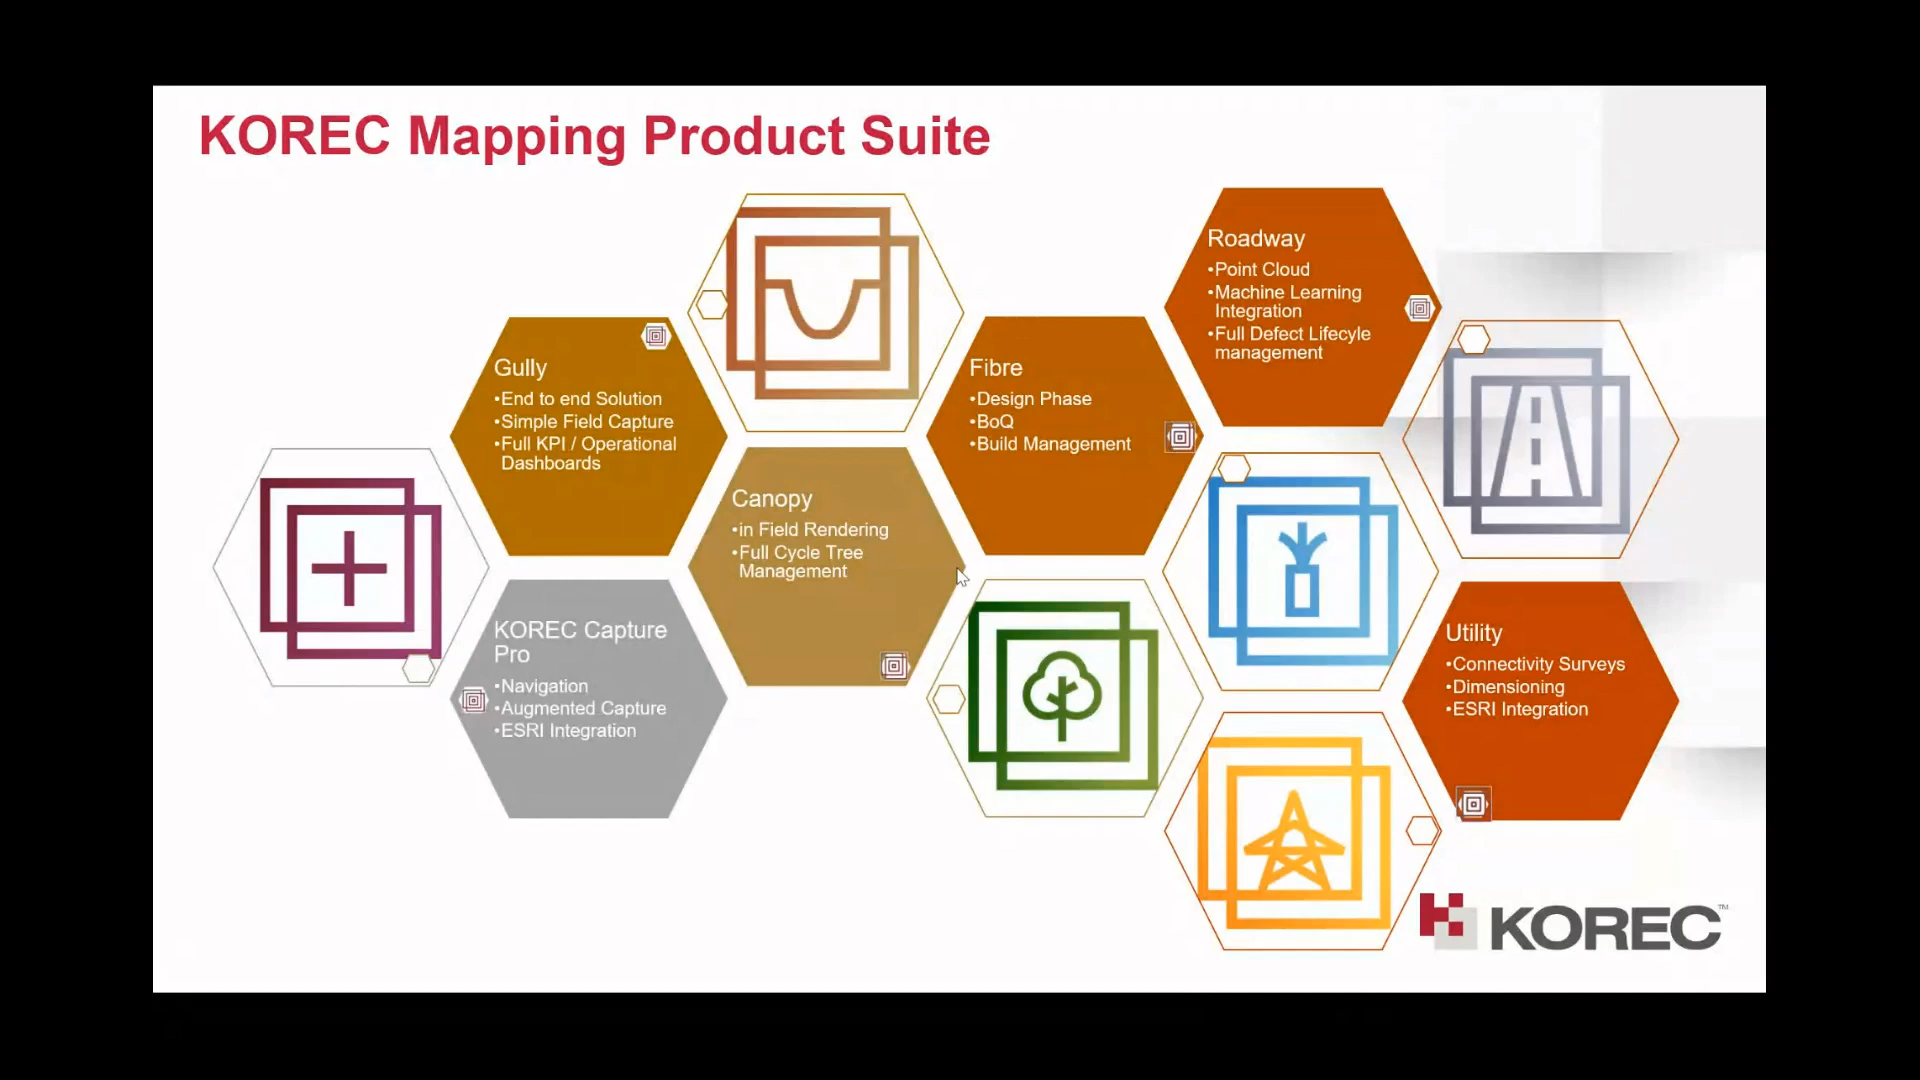 KOREC Mapping Product Suite
Roadway
•Point Cloud
•Machine Learning
Integration
•Full Defect Lifecyle
management
Gully
•End to end Solution
•Simple Field Capture
•Full KPI / Operational
Dashboards
Fibre
•Design Phase
•BoQ
•Build Management
Canopy
•in Field Rendering
•Full Cycle Tree
Management
KOREC Capture
Pro
•Navigation
•Augmented Capture
•ESRI Integration
Utility
•Connectivity Surveys
•Dimensioning
•ESRI Integration
KOREC™